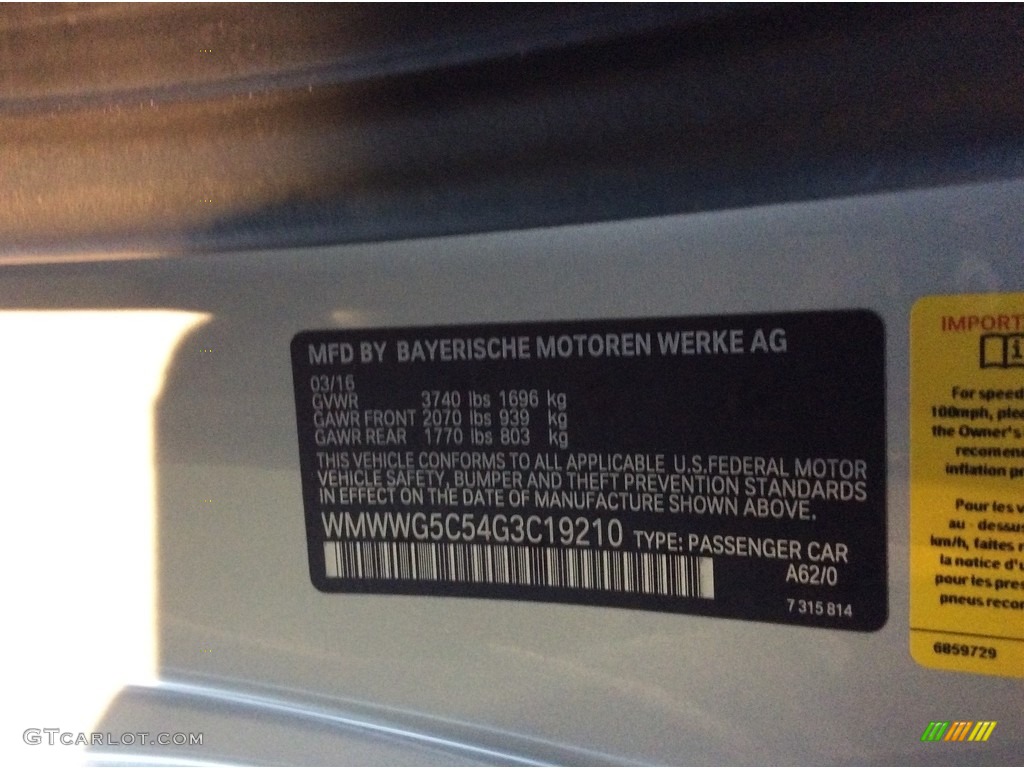 MFD BY BAYERISCHE MOTOREN WERKE AG
03/16
GVWR 3740 lbs 1696 kg
GAWR FRONT 2070 lbs 939 kg
GAWR REAR 1770 lbs 803 kg
THIS VEHICLE CONFORMS TO ALL APPLICABLE U.S.FEDERAL MOTOR
VEHICLE SAFETY, BUMPER AND THEFT PREVENTION STANDARDS
IN EFFECT ON THE DATE OF MANUFACTURE SHOWN ABOVE.
WMWWG5C54G3C19210 TYPE: PASSENGER CAR
A62/0
7 315 814
IMPORT
i
For speed
100mph, plea
the Owner's
recomen
inflation pr
Pour les v
au - dessus
km/h, faites r
la notice d'u
pour les pres
pneus recor
6859729
GTCARLOT.COM